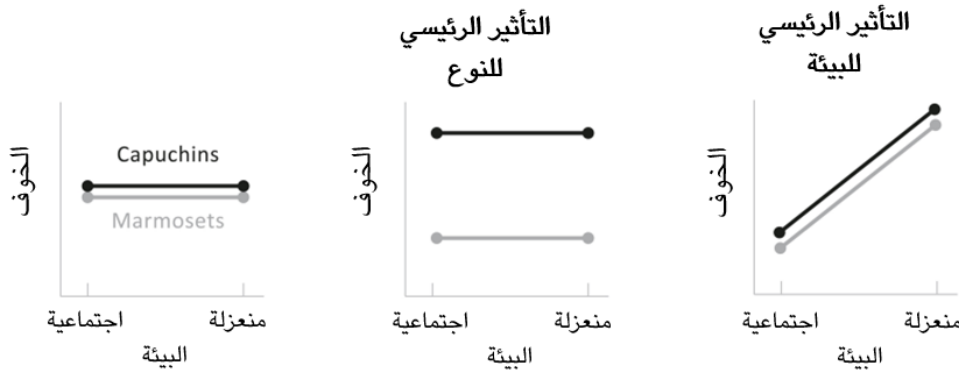 التأثير الرئيسي
للنوع
التأثير الرئيسي
للبيئة
الخوف
Capuchins
Marmosets
اجتماعية
منعزلة
البيئة
الخوف
اجتماعية
منعزلة
البيئة
الخوف
اجتماعية
منعزلة
البيئة